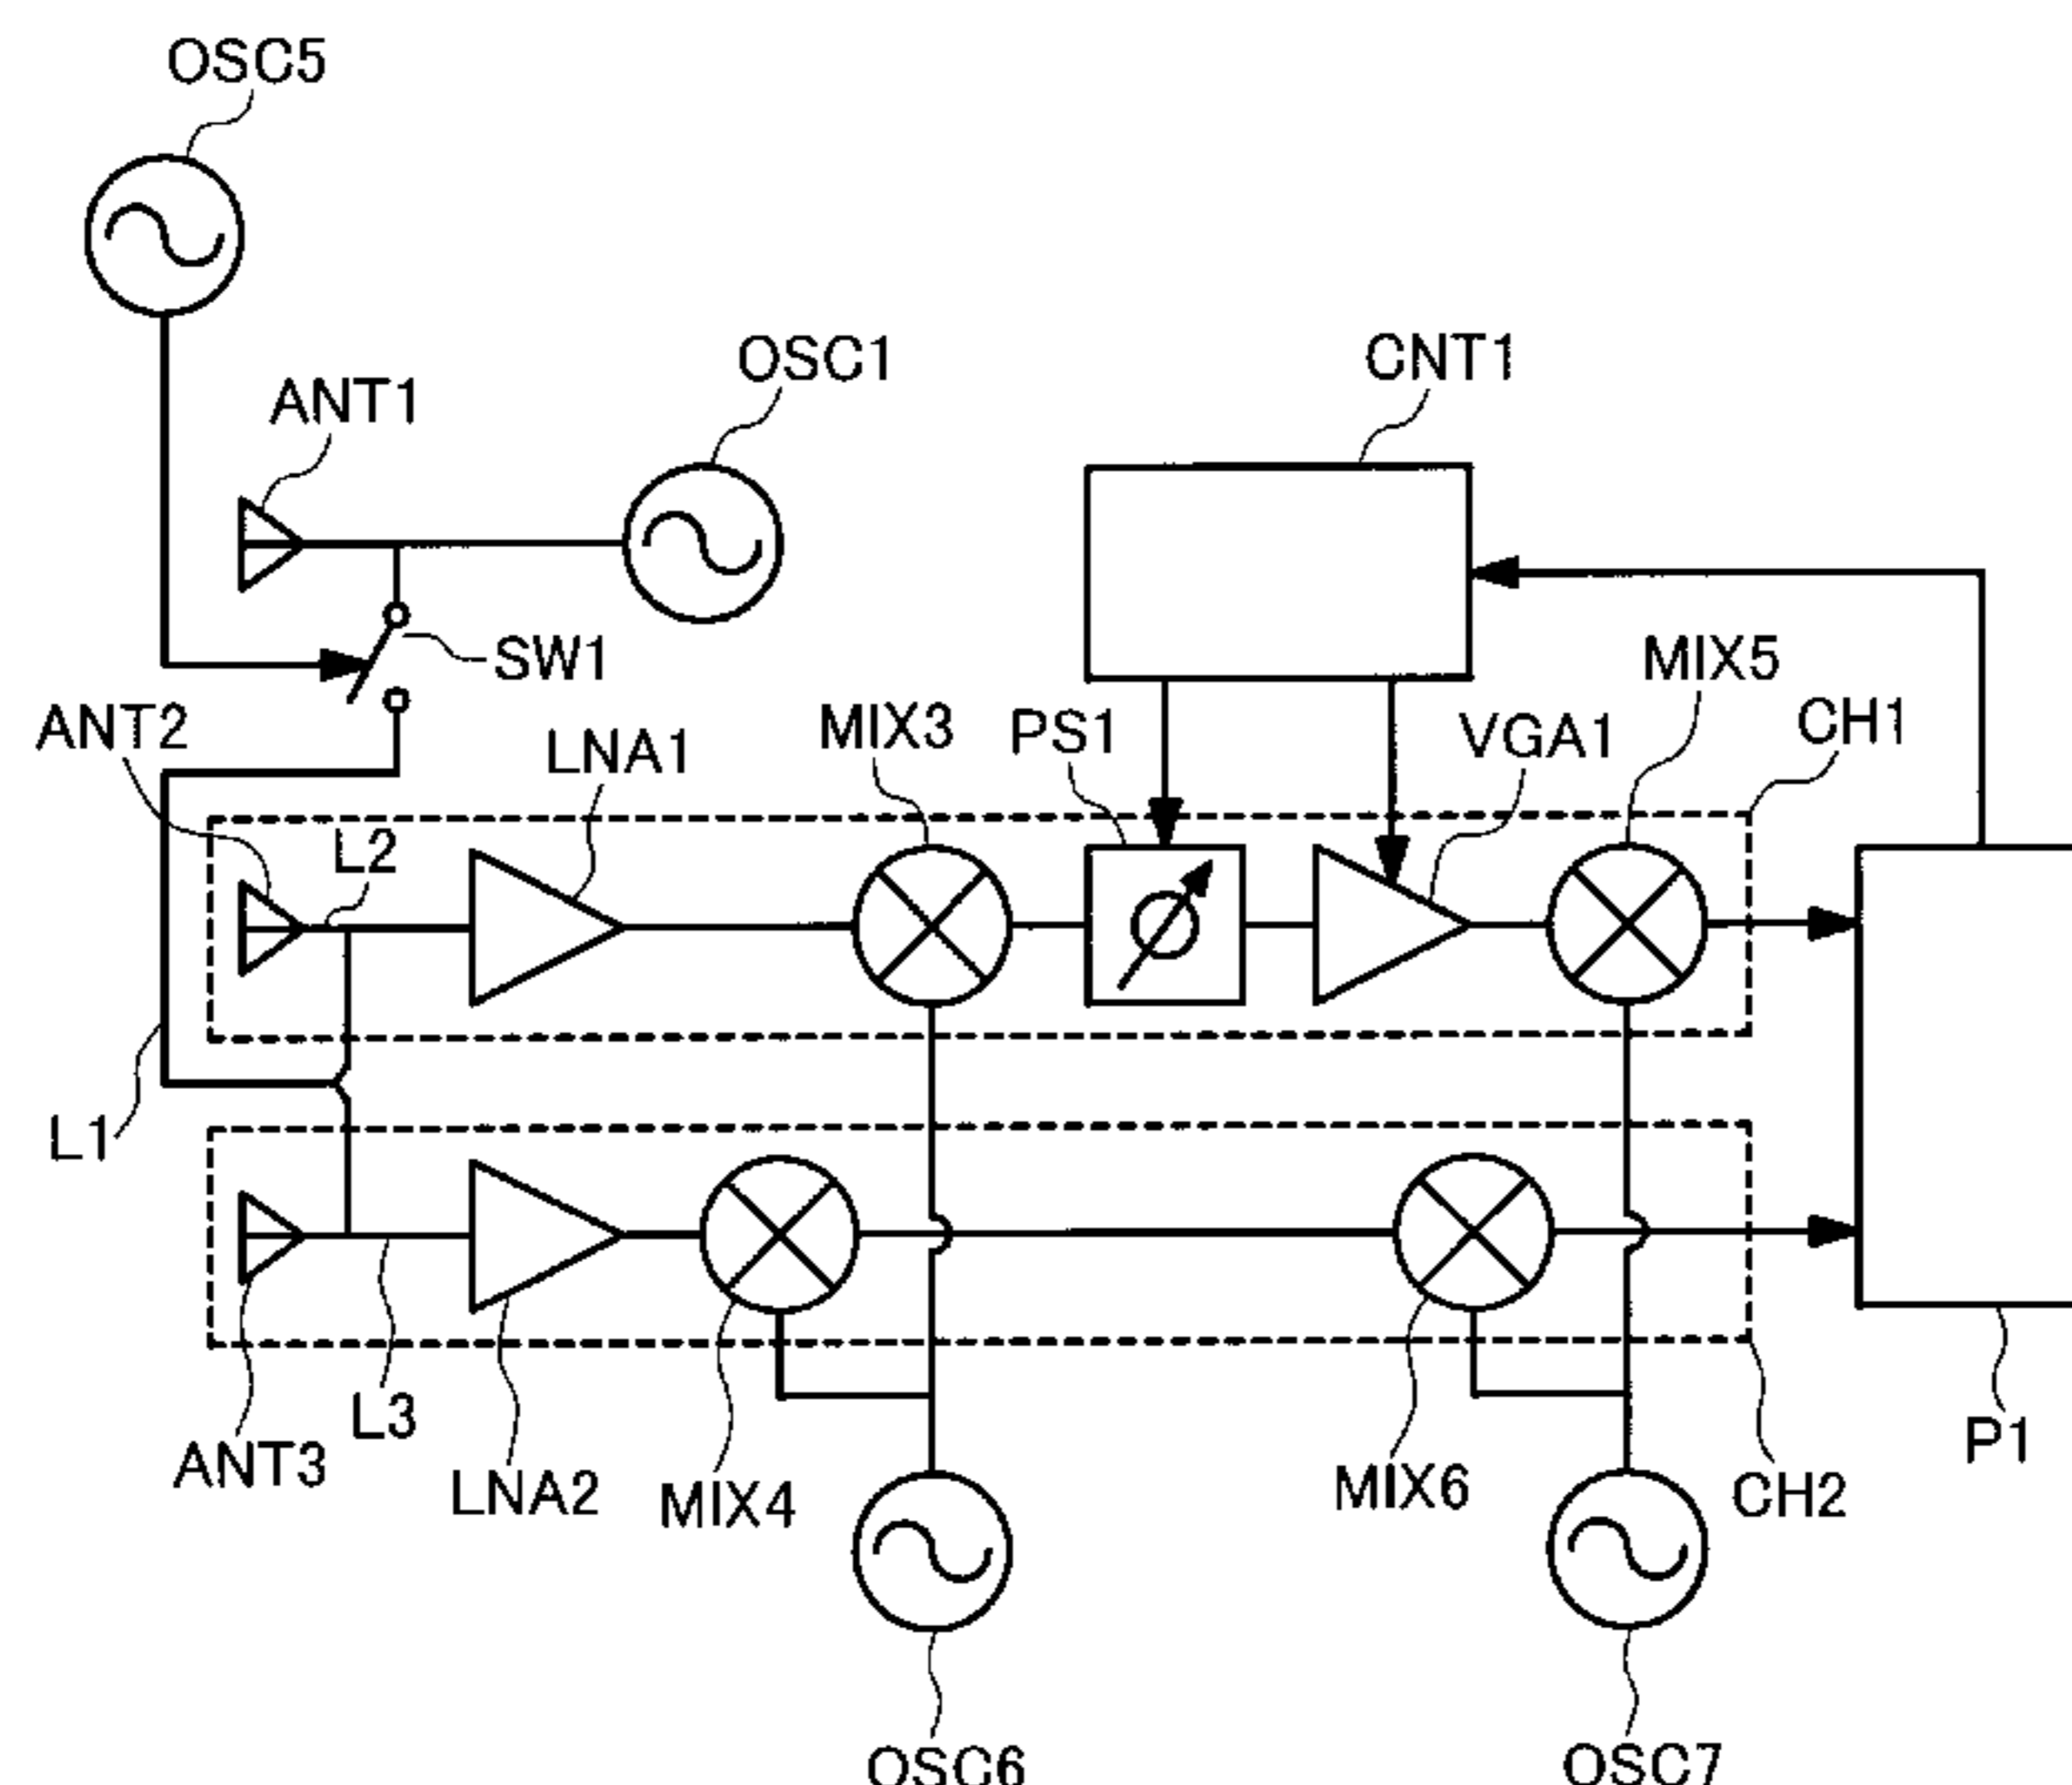 OSC5
OSC1
CNT1
ANT1
SW1
MIX5
ANT2
LNA1
MIX3
PS1
VGA1
CH1
L2
L1
L3
ANT3
LNA2
MIX4
MIX6
CH2
P1
OSC6
OSC7